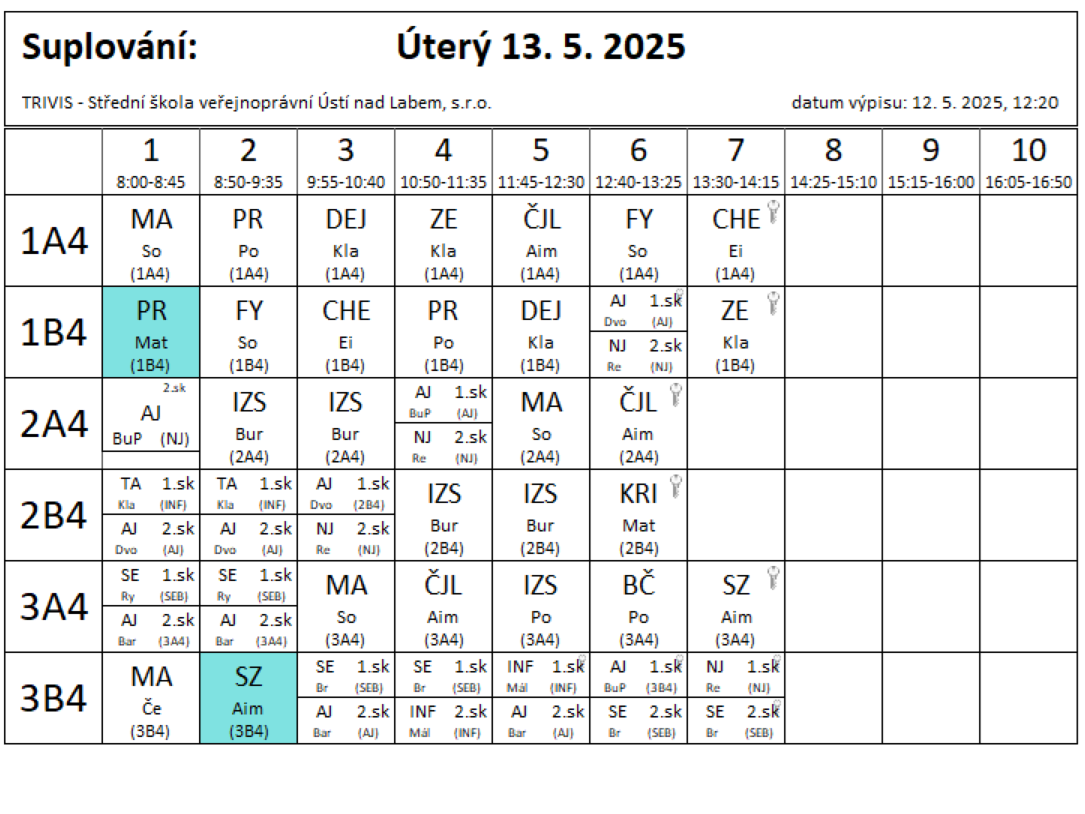 Suplování: Úterý 13. 5. 2025
TRIVIS - Střední škola veřejnoprávní Ústí nad Labem, s.r.o. datum výpisu: 12. 5. 2025, 12:20
1 2 3 4 5 6 7 8 9 10
8:00-8:45 8:50-9:35 9:55-10:40 10:50-11:35 11:45-12:30 12:40-13:25 13:30-14:15 14:25-15:10 15:15-16:00 16:05-16:50
1A4
MA PR DEJ ZE ČJL FY CHE
So Po Kla Kla Aim So Ei
(1A4) (1A4) (1A4) (1A4) (1A4) (1A4) (1A4)
1B4
PR FY CHE PR DEJ AJ 1.sk ZE
Mat So Ei Po Kla Dvo (AJ) Kla
(1B4) (1B4) (1B4) (1B4) (1B4) NJ 2.sk (1B4)
Re (NJ)
2A4
2.sk
AJ IZS IZS AJ 1.sk MA ČJL
BuP (NJ) Bur Bur BuP (AJ) So Aim
(2A4) (2A4) NJ 2.sk (2A4) (2A4)
Re (NJ)
2B4
TA 1.sk TA 1.sk AJ 1.sk IZS IZS KRI
Kla (INF) Kla (INF) Dvo (2B4) Bur Bur Mat
AJ 2.sk AJ 2.sk NJ 2.sk (2B4) (2B4) (2B4)
Dvo (AJ) Dvo (AJ) Re (NJ)
3A4
SE 1.sk SE 1.sk MA ČJL IZS BČ SZ
Ry (SEB) Ry (SEB) So Aim Po Po Aim
AJ 2.sk AJ 2.sk (3A4) (3A4) (3A4) (3A4) (3A4)
Bar (3A4) Bar (3A4)
3B4
MA SZ SE 1.sk SE 1.sk INF 1.sk AJ 1.sk NJ 1.sk
Če Aim Br (SEB) Br (SEB) Mál (INF) BuP (3B4) Re (NJ)
(3B4) (3B4) AJ 2.sk INF 2.sk AJ 2.sk SE 2.sk SE 2.sk
Bar (AJ) Mál (INF) Bar (AJ) Br (SEB) Br (SEB)